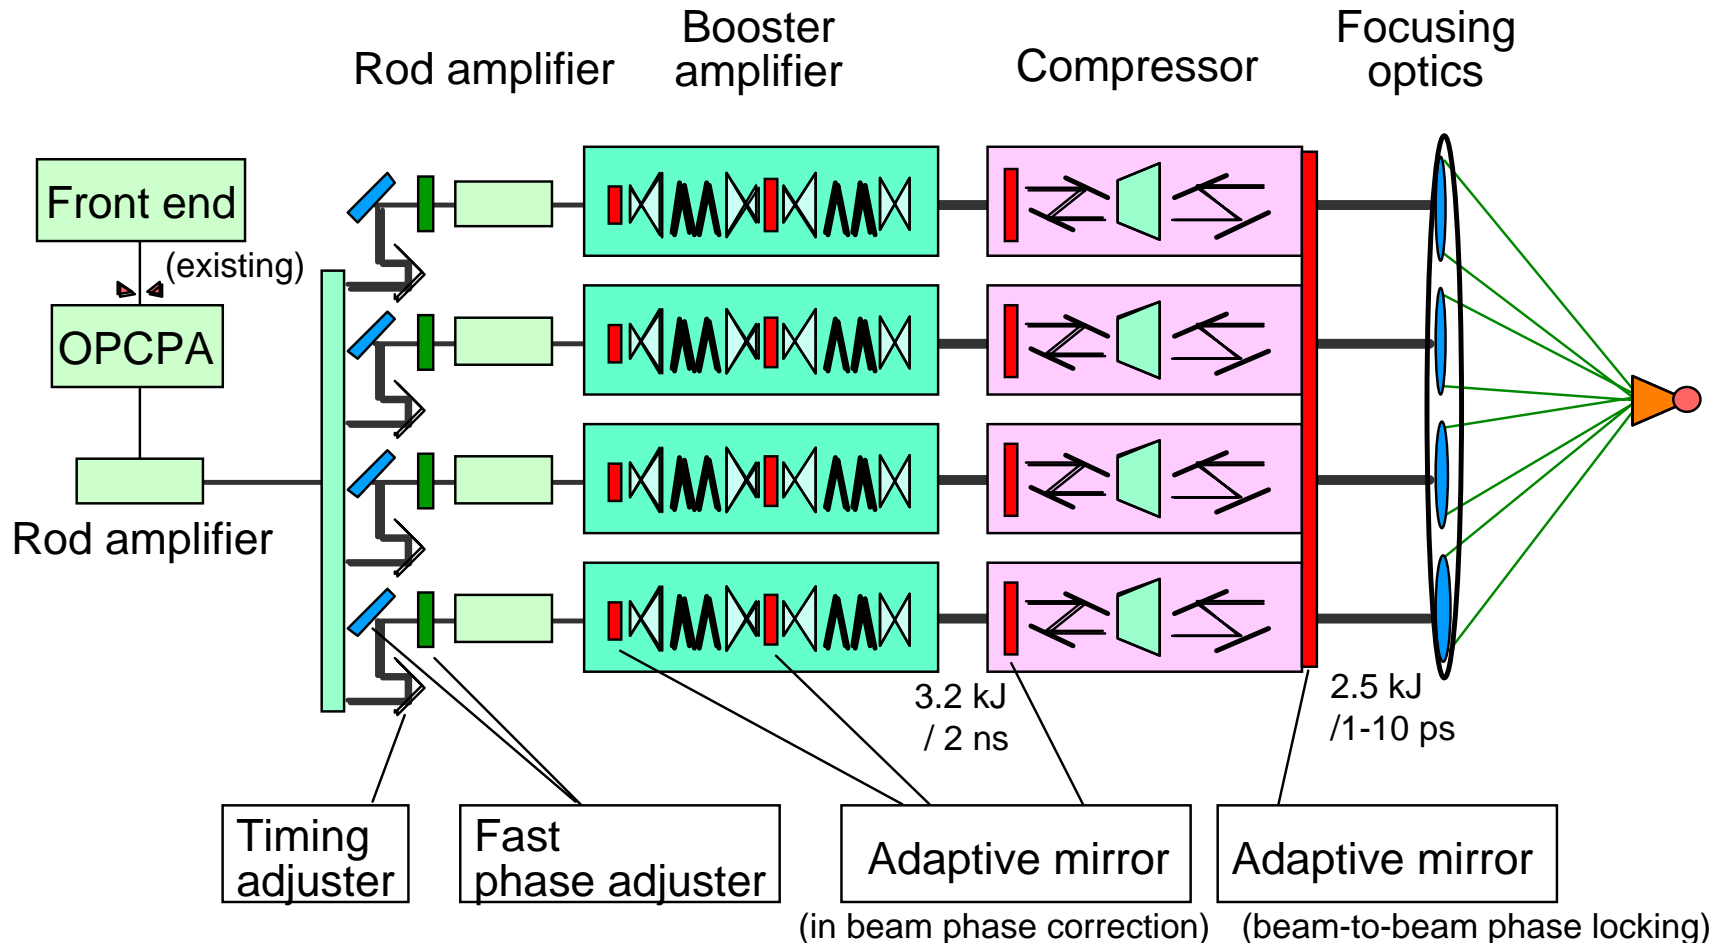 Rod amplifier
Booster
amplifier
Compressor
Focusing
optics
Front end
(existing)
OPCPA
Rod amplifier
3.2 kJ
/ 2 ns
2.5 kJ
/1-10 ps
Timing
adjuster
Fast
phase adjuster
Adaptive mirror
(in beam phase correction)
Adaptive mirror
(beam-to-beam phase locking)